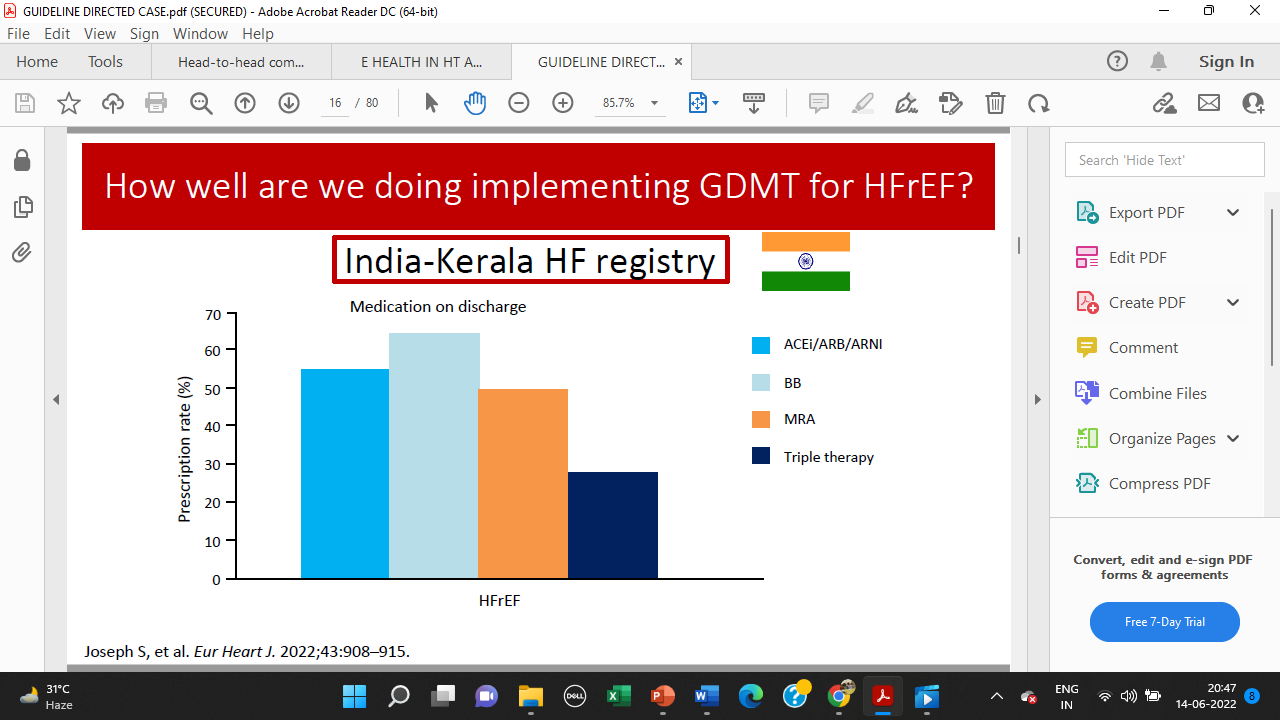 GUIDELINE DIRECTED CASE.pdf (SECURED) - Adobe Acrobat Reader DC (64-bit)
File Edit View Sign Window Help
Home Tools Head-to-head com... E HEALTH IN HT A... GUIDELINE DIRECT... × Sign In
16 / 80 85.7%
How well are we doing implementing GDMT for HFrEF?
India-Kerala HF registry
Medication on discharge
Prescription rate (%)
70
60
50
40
30
20
10
0
HFrEF
ACEi/ARB/ARNI
BB
MRA
Triple therapy
Joseph S, et al. Eur Heart J. 2022;43:908–915.
Search 'Hide Text'
Export PDF
Edit PDF
Create PDF
Comment
Combine Files
Organize Pages
Compress PDF
Convert, edit and e-sign PDF
forms & agreements
Free 7-Day Trial
31°C
Haze
DELL
ENG
IN
20:47
14-06-2022
8